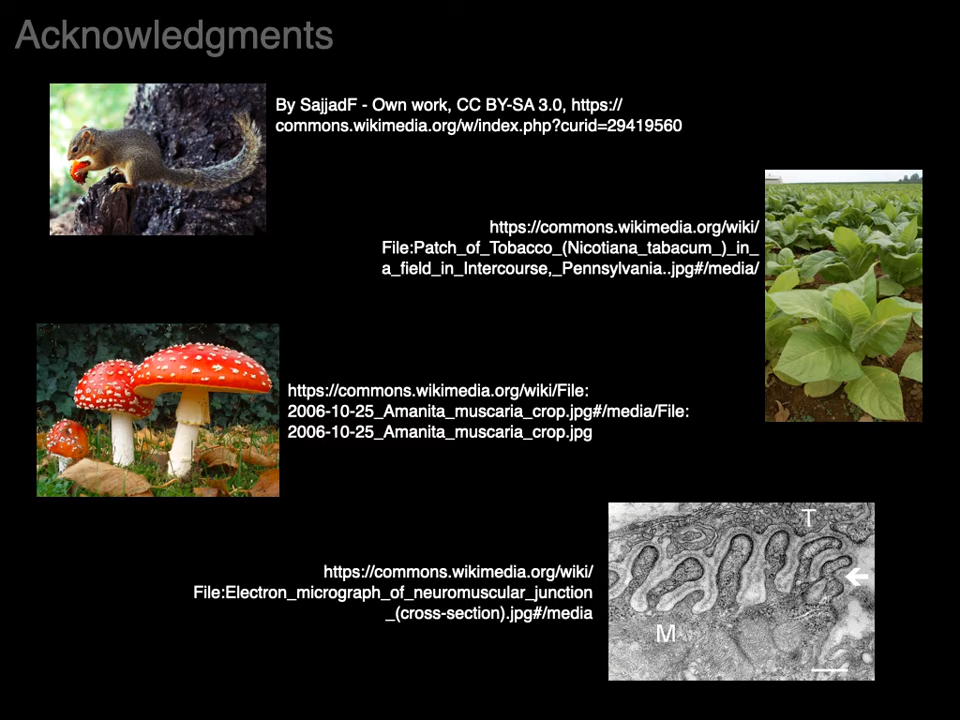 Acknowledgments
By SajjadF - Own work, CC BY-SA 3.0, https://
commons.wikimedia.org/w/index.php?curid=29419560
https://commons.wikimedia.org/wiki/
File:Patch_of_Tobacco_(Nicotiana_tabacum_)_in_
a_field_in_Intercourse,_Pennsylvania..jpg#/media/
https://commons.wikimedia.org/wiki/File:
2006-10-25_Amanita_muscaria_crop.jpg#/media/File:
2006-10-25_Amanita_muscaria_crop.jpg
T
https://commons.wikimedia.org/wiki/
File:Electron_micrograph_of_neuromuscular_junction
_(cross-section).jpg#/media
M